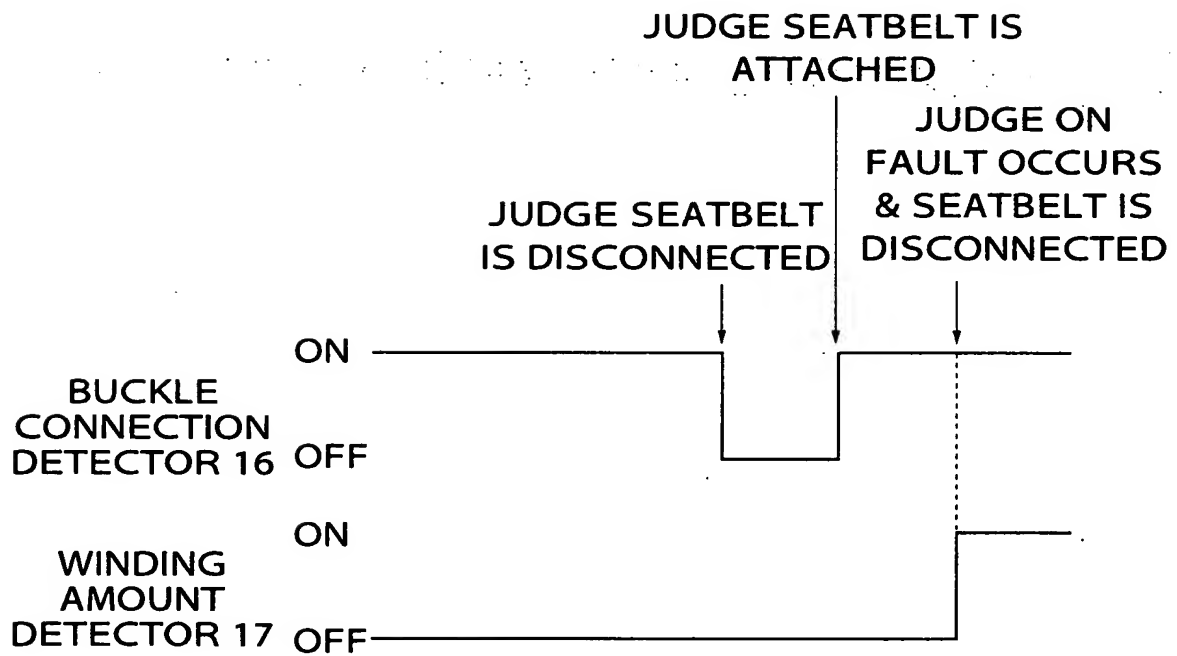 JUDGE SEATBELT IS
ATTACHED
JUDGE ON
FAULT OCCURS
& SEATBELT IS
DISCONNECTED
JUDGE SEATBELT
IS DISCONNECTED
ON
BUCKLE
CONNECTION
DETECTOR 16
OFF
ON
WINDING
AMOUNT
DETECTOR 17
OFF